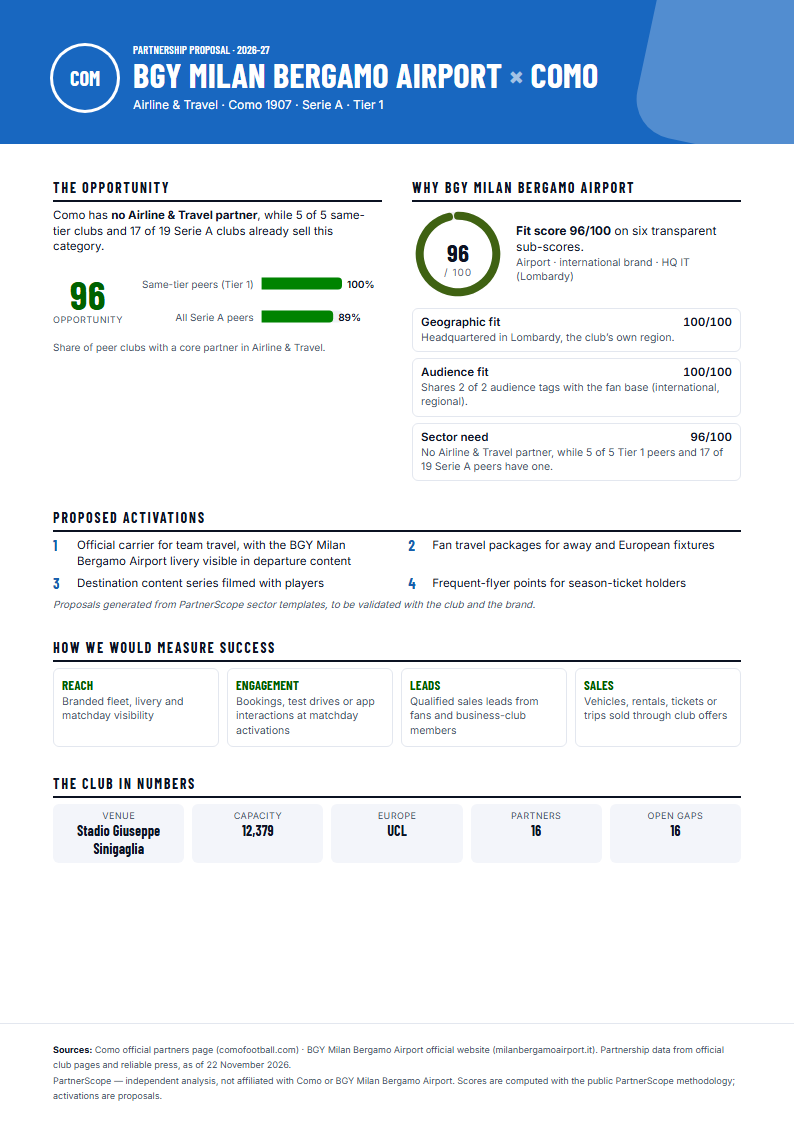 COM
PARTNERSHIP PROPOSAL · 2026-27
BGY MILAN BERGAMO AIRPORT × COMO
Airline & Travel · Como 1907 · Serie A · Tier 1
THE OPPORTUNITY
Como has no Airline & Travel partner, while 5 of 5 same-
tier clubs and 17 of 19 Serie A clubs already sell this
category.
96
OPPORTUNITY
Same-tier peers (Tier 1) 100%
All Serie A peers 89%
Share of peer clubs with a core partner in Airline & Travel.
WHY BGY MILAN BERGAMO AIRPORT
96
/ 100
Fit score 96/100 on six transparent
sub-scores.
Airport · international brand · HQ IT
(Lombardy)
Geographic fit 100/100
Headquartered in Lombardy, the club’s own region.
Audience fit 100/100
Shares 2 of 2 audience tags with the fan base (international,
regional).
Sector need 96/100
No Airline & Travel partner, while 5 of 5 Tier 1 peers and 17 of
19 Serie A peers have one.
PROPOSED ACTIVATIONS
1 Official carrier for team travel, with the BGY Milan
Bergamo Airport livery visible in departure content
2 Fan travel packages for away and European fixtures
3 Destination content series filmed with players
4 Frequent-flyer points for season-ticket holders
Proposals generated from PartnerScope sector templates, to be validated with the club and the brand.
HOW WE WOULD MEASURE SUCCESS
REACH
Branded fleet, livery and
matchday visibility
ENGAGEMENT
Bookings, test drives or app
interactions at matchday
activations
LEADS
Qualified sales leads from
fans and business-club
members
SALES
Vehicles, rentals, tickets or
trips sold through club offers
THE CLUB IN NUMBERS
VENUE
Stadio Giuseppe
Sinigaglia
CAPACITY
12,379
EUROPE
UCL
PARTNERS
16
OPEN GAPS
16
Sources: Como official partners page (comofootball.com) · BGY Milan Bergamo Airport official website (milanbergamoairport.it). Partnership data from official
club pages and reliable press, as of 22 November 2026.
PartnerScope — independent analysis, not affiliated with Como or BGY Milan Bergamo Airport. Scores are computed with the public PartnerScope methodology;
activations are proposals.